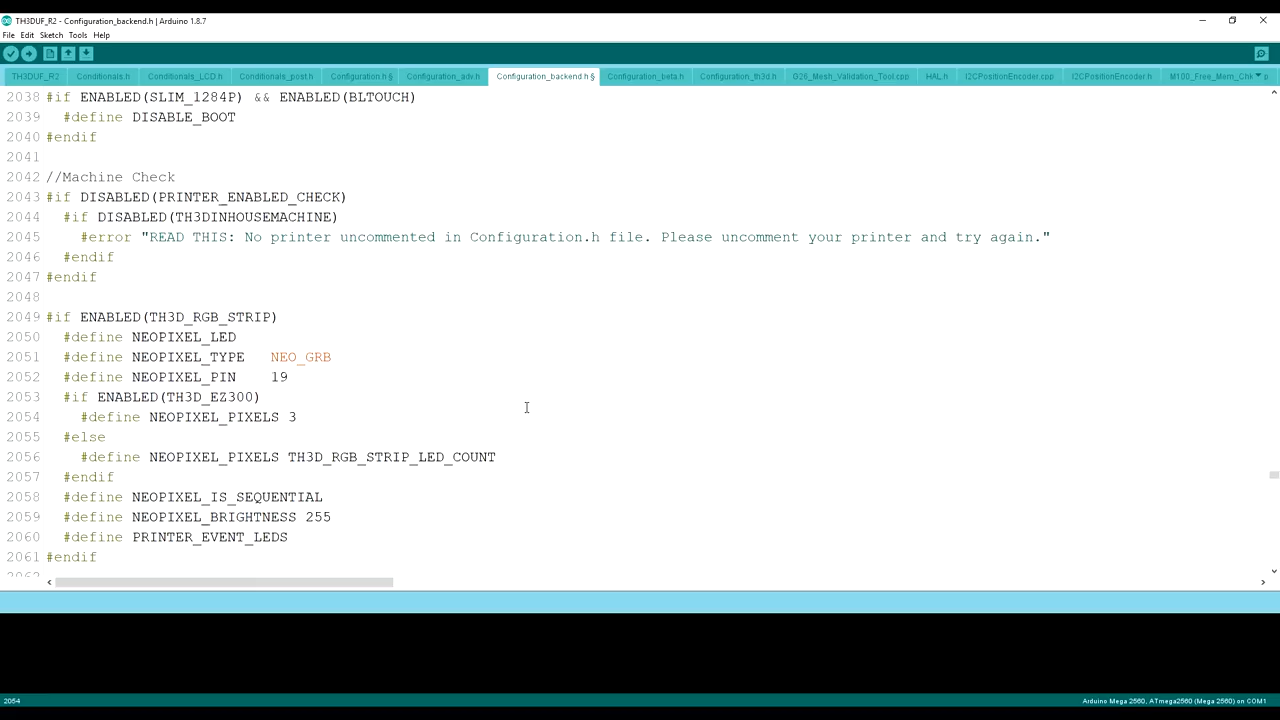 TH3DUF_R2 - Configuration_backend.h | Arduino 1.8.7
File Edit Sketch Tools Help
TH3DUF_R2 Conditionals.h Conditionals_LCD.h Conditionals_post.h Configuration.h § Configuration_adv.h Configuration_backend.h § Configuration_beta.h Configuration_th3d.h G26_Mesh_Validation_Tool.cpp HAL.h I2CPositionEncoder.cpp I2CPositionEncoder.h M100_Free_Mem_Chk p
2038 #if ENABLED(SLIM_1284P) && ENABLED(BLTOUCH)
2039 #define DISABLE_BOOT
2040 #endif
2041
2042 //Machine Check
2043 #if DISABLED(PRINTER_ENABLED_CHECK)
2044 #if DISABLED(TH3DINHOUSEMACHINE)
2045 #error "READ THIS: No printer uncommented in Configuration.h file. Please uncomment your printer and try again."
2046 #endif
2047 #endif
2048
2049 #if ENABLED(TH3D_RGB_STRIP)
2050 #define NEOPIXEL_LED
2051 #define NEOPIXEL_TYPE NEO_GRB
2052 #define NEOPIXEL_PIN 19
2053 #if ENABLED(TH3D_EZ300)
2054 #define NEOPIXEL_PIXELS 3
2055 #else
2056 #define NEOPIXEL_PIXELS TH3D_RGB_STRIP_LED_COUNT
2057 #endif
2058 #define NEOPIXEL_IS_SEQUENTIAL
2059 #define NEOPIXEL_BRIGHTNESS 255
2060 #define PRINTER_EVENT_LEDS
2061 #endif
2054
Arduino Mega 2560, ATmega2560 (Mega 2560) on COM1